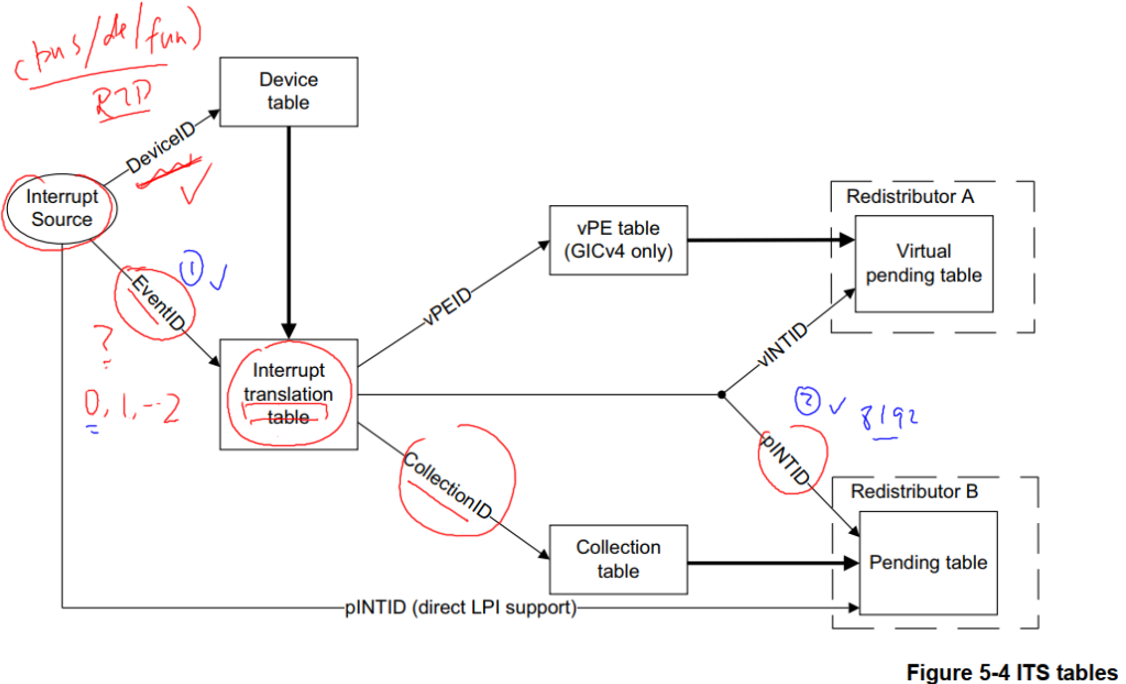 (bus/de/fun)
RID
Device
table
DeviceID
Interrupt
Source
EventID
① 
?
0, 1, --2
Interrupt
translation
table
vPEID
vPE table
(GICv4 only)
Redistributor A
Virtual
pending table
vINTID
②
8192
pINTID
CollectionID
Collection
table
Redistributor B
Pending table
pINTID (direct LPI support)
Figure 5-4 ITS tables